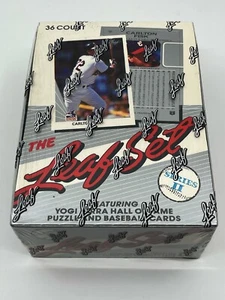 36 COUNT
CARLTON
FISK
THE
Leaf Set
SERIES
II
FEATURING
YOGI BERRA HALL OF FAME
PUZZLE AND BASEBALL CARDS